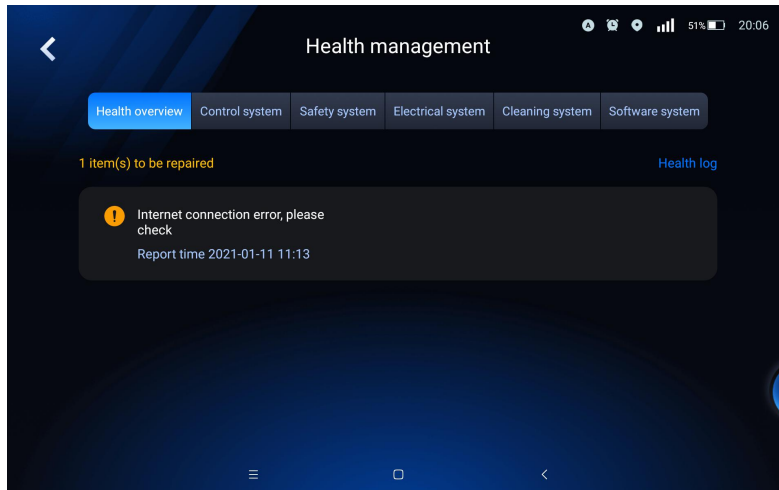 A 51% 20:06
Health management
Health overview Control system Safety system Electrical system Cleaning system Software system
1 item(s) to be repaired Health log
! Internet connection error, please
check
Report time 2021-01-11 11:13